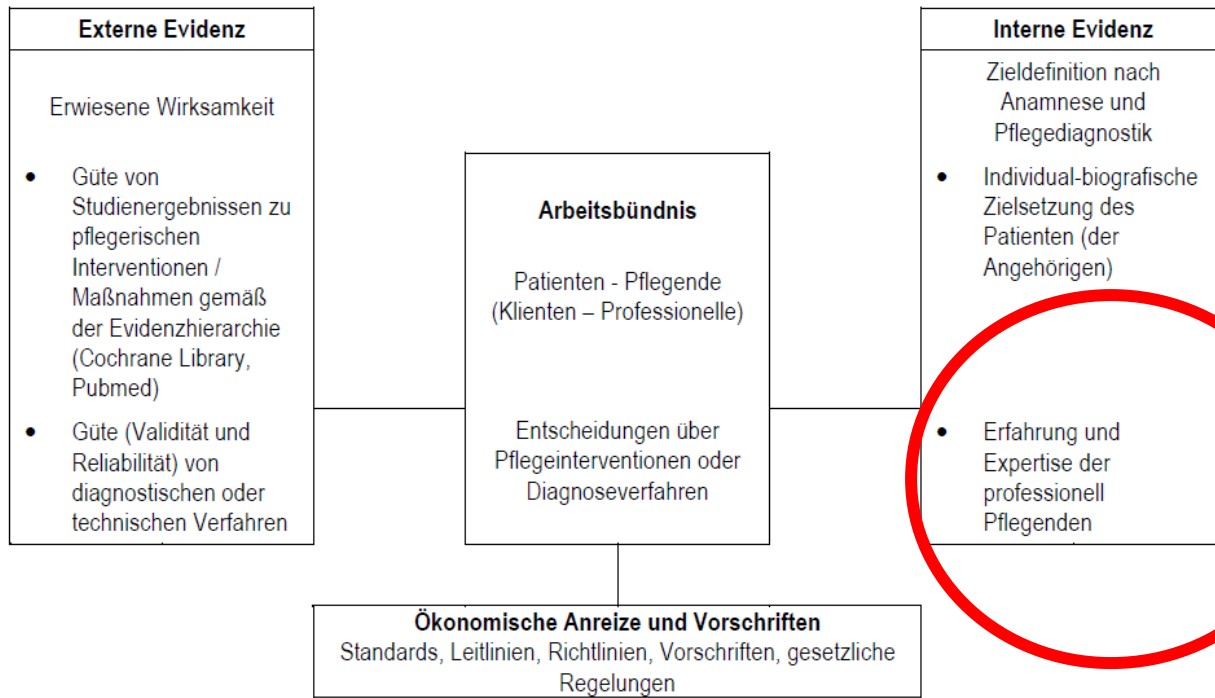 Externe Evidenz
Erwiesene Wirksamkeit
• Güte von
Studienergebnissen zu
pflegerischen
Interventionen /
Maßnahmen gemäß
der Evidenzhierarchie
(Cochrane Library,
Pubmed)
• Güte (Validität und
Reliabilität) von
diagnostischen oder
technischen Verfahren
Arbeitsbündnis
Patienten - Pflegende
(Klienten – Professionelle)
Entscheidungen über
Pflegeinterventionen oder
Diagnoseverfahren
Interne Evidenz
Zieldefinition nach
Anamnese und
Pflegediagnostik
• Individual-biografische
Zielsetzung des
Patienten (der
Angehörigen)
• Erfahrung und
Expertise der
professionell
Pflegenden
Ökonomische Anreize und Vorschriften
Standards, Leitlinien, Richtlinien, Vorschriften, gesetzliche
Regelungen